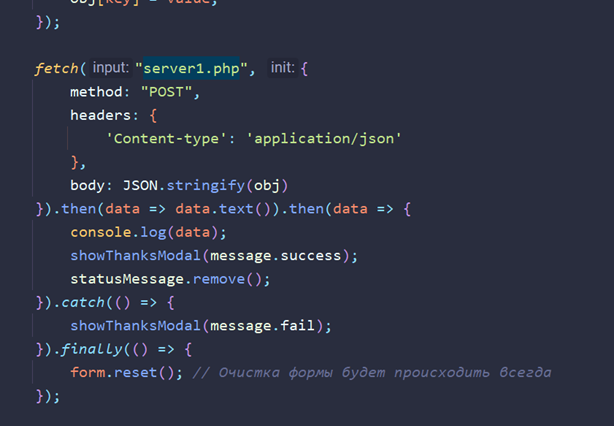 obj[key] = value;
});
fetch( input: "server1.php", init: {
method: "POST",
headers: {
'Content-type': 'application/json'
},
body: JSON.stringify(obj)
}).then(data => data.text()).then(data => {
console.log(data);
showThanksModal(message.success);
statusMessage.remove();
}).catch(() => {
showThanksModal(message.fail);
}).finally(() => {
form.reset(); // Очистка формы будет происходить всегда
});